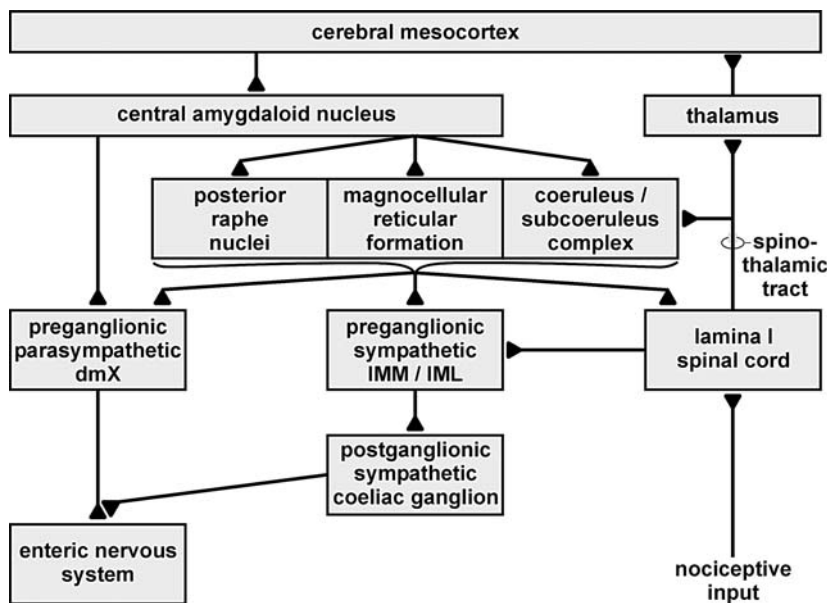 cerebral mesocortex
central amygdaloid nucleus
thalamus
posterior
raphe
nuclei
magnocellular
reticular
formation
coeruleus /
subcoeruleus
complex
spino-
thalamic
tract
preganglionic
parasympathetic
dmX
preganglionic
sympathetic
IMM / IML
lamina I
spinal cord
postganglionic
sympathetic
coeliac ganglion
enteric nervous
system
nociceptive
input